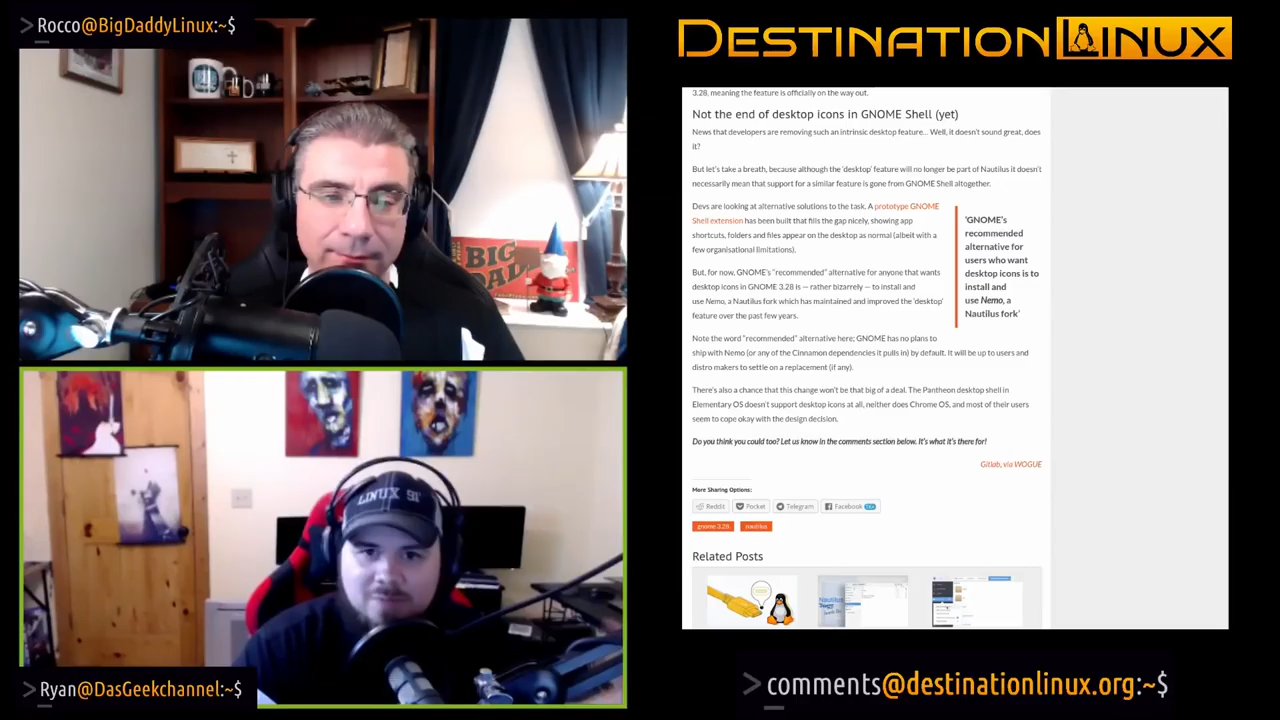 > Rocco@BigDaddyLinux:~$
BIG
LINUX
> Ryan@DasGeekchannel:~$
DESTINATION LINUX
3.28, meaning the feature is officially on the way out.
Not the end of desktop icons in GNOME Shell (yet)
News that developers are removing such an intrinsic desktop feature... Well, it doesn't sound great, does
it?
But let's take a breath, because although the 'desktop' feature will no longer be part of Nautilus it doesn't
necessarily mean that support for a similar feature is gone from GNOME Shell altogether.
Devs are looking at alternative solutions to the task. A prototype GNOME
Shell extension has been built that fills the gap nicely, showing app
shortcuts, folders and files appear on the desktop as normal (albeit with a
few organisational limitations).
'GNOME's
recommended
alternative for
users who want
desktop icons is to
install and
use Nemo, a
Nautilus fork'
But, for now, GNOME's "recommended" alternative for anyone that wants
desktop icons in GNOME 3.28 is — rather bizarrely — to install and
use Nemo, a Nautilus fork which has maintained and improved the 'desktop'
feature over the past few years.
Note the word "recommended" alternative here; GNOME has no plans to
ship with Nemo (or any of the Cinnamon dependencies it pulls in) by default. It will be up to users and
distro makers to settle on a replacement (if any).
There's also a chance that this change won't be that big of a deal. The Pantheon desktop shell in
Elementary OS doesn't support desktop icons at all, neither does Chrome OS, and most of their users
seem to cope okay with the design decision.
Do you think you could too? Let us know in the comments section below. It's what it's there for!
Gitlab, via WOGUE
More Sharing Options:
Reddit Pocket Telegram Facebook
gnome 3.28 nautilus
Related Posts
Nautilus
> comments@destinationlinux.org:~$